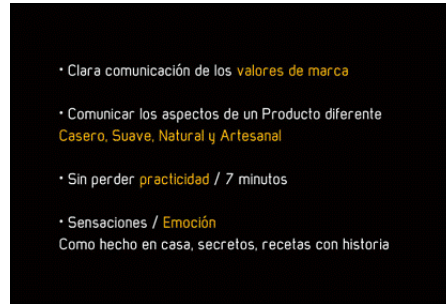 • Clara comunicación de los valores de marca
• Comunicar los aspectos de un Producto diferente
Casero, Suave, Natural y Artesanal
• Sin perder practicidad / 7 minutos
• Sensaciones / Emoción
Como hecho en casa, secretos, recetas con historia